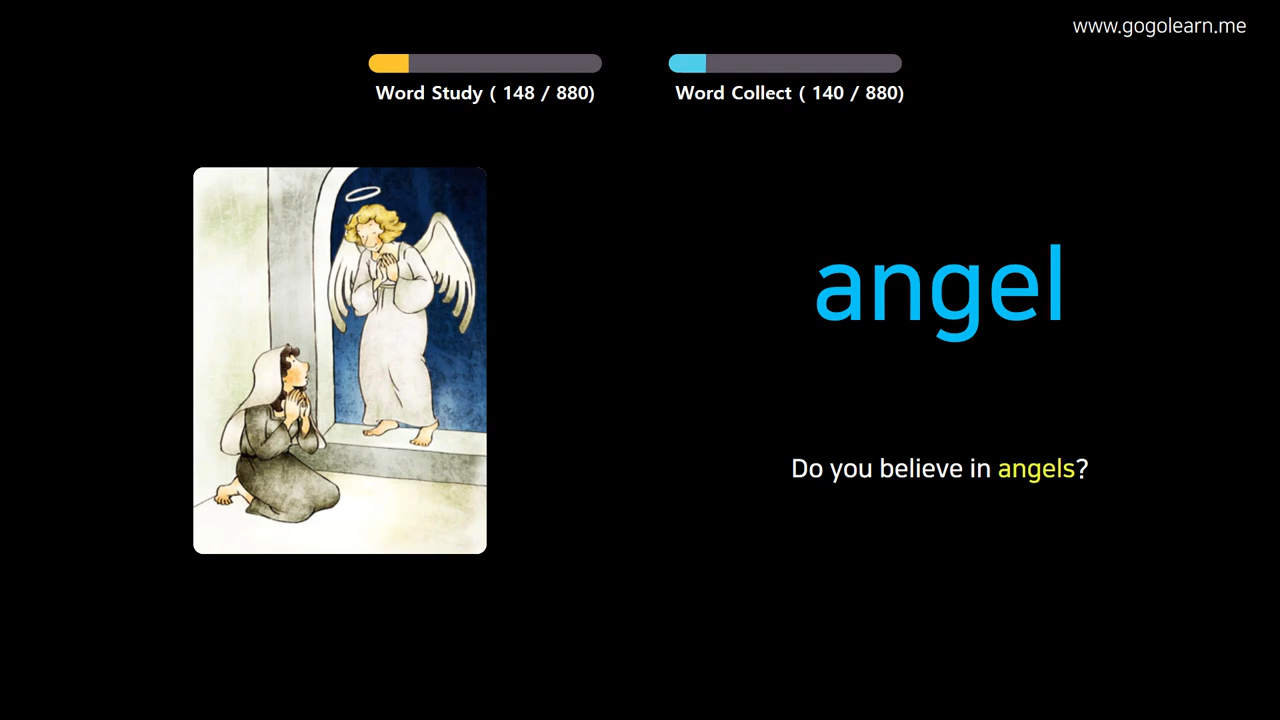 www.gogolearn.me
Word Study ( 148 / 880)
Word Collect ( 140 / 880)
angel
Do you believe in angels?